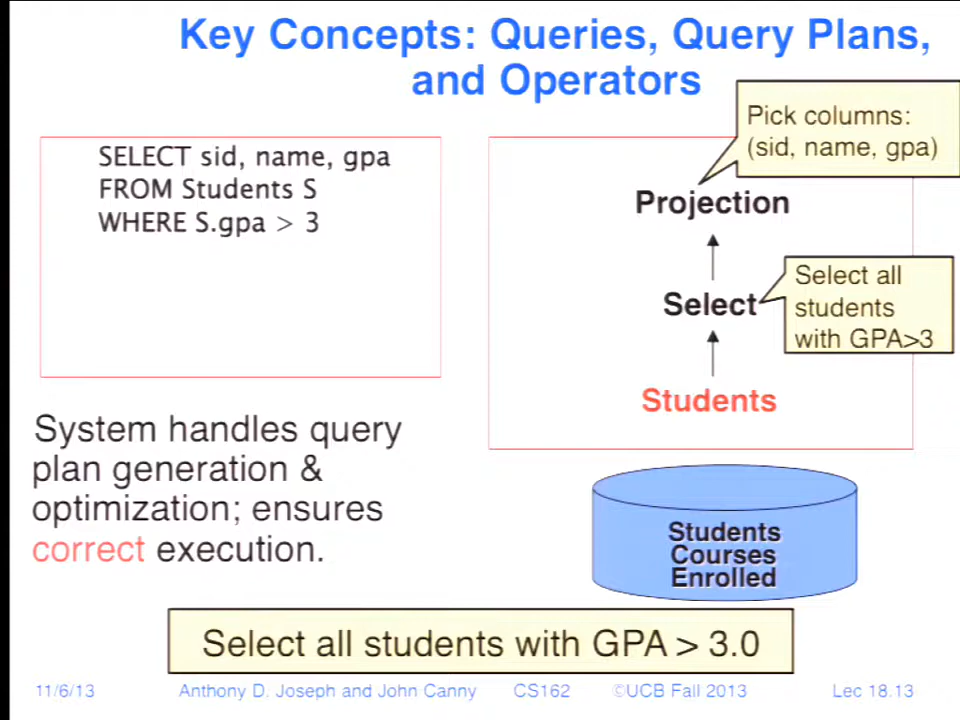 Key Concepts: Queries, Query Plans,
and Operators
SELECT sid, name, gpa
FROM Students S
WHERE S.gpa > 3
Pick columns:
(sid, name, gpa)
Projection
Select
Select all
students
with GPA>3
Students
System handles query
plan generation &
optimization; ensures
correct execution.
Students
Courses
Enrolled
Select all students with GPA > 3.0
11/6/13
Anthony D. Joseph and John Canny
CS162
©UCB Fall 2013
Lec 18.13